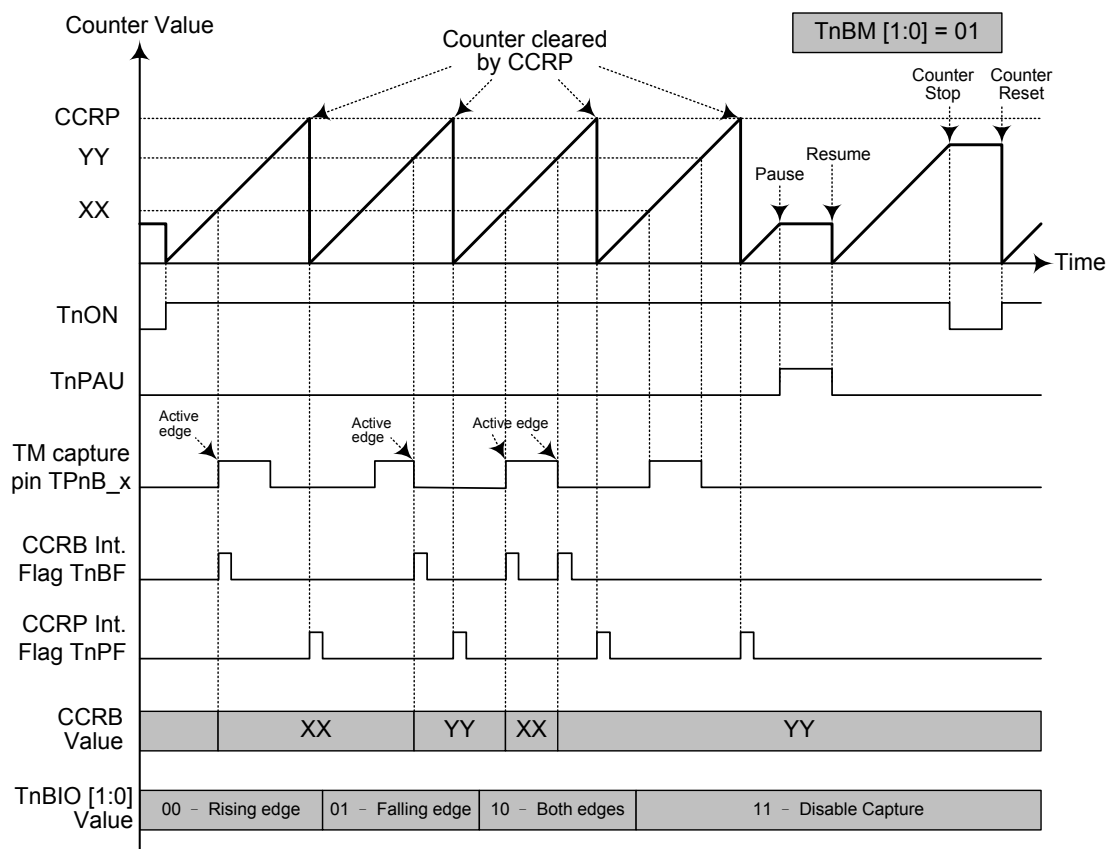 Counter Value
Counter cleared
by CCRP
TnBM [1:0] = 01
Counter
Stop
Counter
Reset
CCRP
YY
XX
Pause
Resume
Time
TnON
TnPAU
Active
edge
Active
edge
Active edge
TM capture
pin TPnB_x
CCRB Int.
Flag TnBF
CCRP Int.
Flag TnPF
CCRB
Value
XX
YY
XX
YY
TnBIO [1:0]
Value
00 - Rising edge
01 - Falling edge
10 - Both edges
11 - Disable Capture